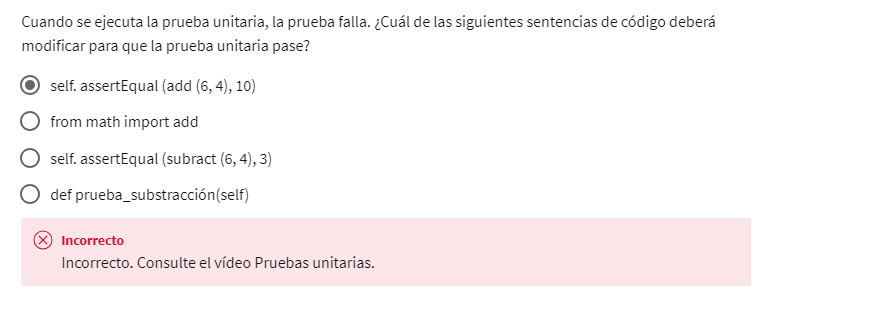 Cuando se ejecuta la prueba unitaria, la prueba falla. ¿Cuál de las siguientes sentencias de código deberá
modificar para que la prueba unitaria pase?
self. assertEqual (add (6, 4), 10)
from math import add
self. assertEqual (subract (6, 4), 3)
def prueba_substracción(self)
Incorrecto
Incorrecto. Consulte el vídeo Pruebas unitarias.